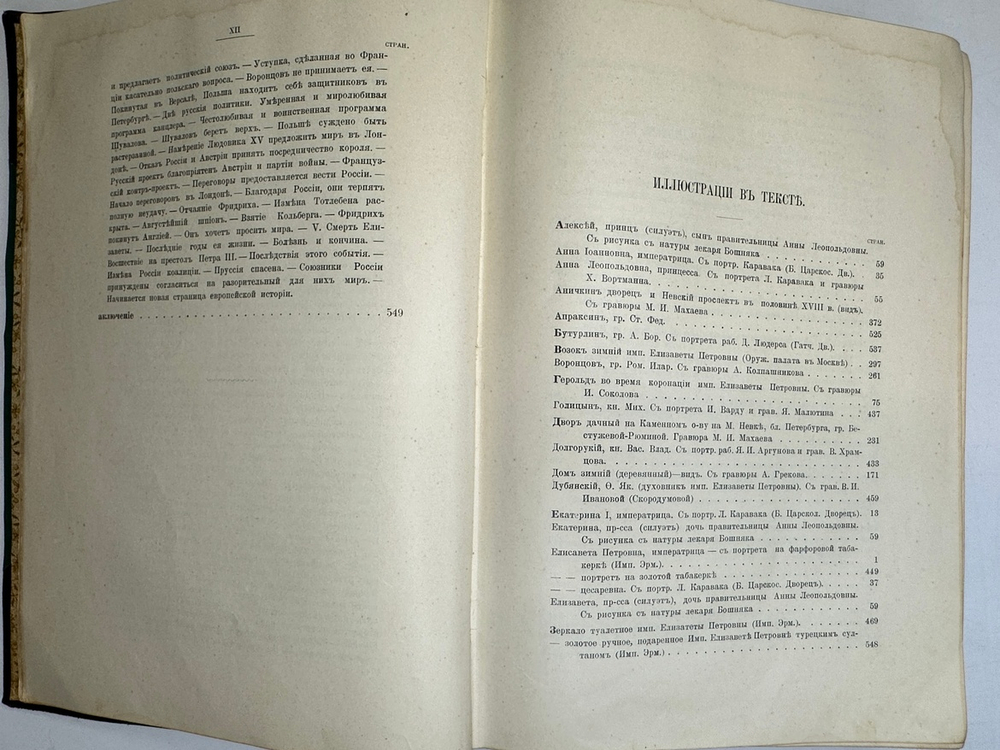 XII
СТРАН.
и предлагаетъ политическій союзъ. — Уступка, сдѣланная во Фран-
ціи касательно польскаго вопроса. — Воронцовъ не принимаетъ ея. —
Покинутая въ Версалѣ, Польша находитъ себѣ защитниковъ въ
Петербургѣ. — Двѣ русскія политики. Умѣренная и миролюбивая
программа канцлера. — Честолюбивая и воинственная программа
Шувалова. — Шуваловъ беретъ верхъ. — Польшѣ суждено быть
растерзанной. — Намѣреніе Людовика XV предложить миръ въ Лон-
донѣ. — Отказъ Россіи и Австріи принять посредничество короля. —
Русскій проектъ благопріятенъ Австріи и партіи войны. — Француз-
скій контръ-проектъ. — Переговоры предоставляется вести Россіи. —
Начало переговоровъ въ Лондонѣ. — Благодаря Россіи, они терпятъ
полную неудачу. — Отчаяніе Фридриха. — Измѣна Тотлебена рас-
крыта. — Августѣйшій шпіонъ. — Взятіе Кольберга. — Фридрихъ
покинутъ Англіей. — Онъ хочетъ просить мира. — V. Смерть Ели-
заветы. — Послѣдніе годы ея жизни. — Болѣзнь и кончина. —
Восшествіе на престолъ Петра III. — Послѣдствія этого событія. —
Измѣна Россіи коалиціи. — Пруссія спасена. — Союзники Россіи
принуждены согласиться на разорительный для нихъ миръ. —
Начинается новая страница европейской исторіи.
аключеніе . . . . . . . . . . . . . . . . . . . 549
ИЛЛЮСТРАЦІИ ВЪ ТЕКСТѢ.
СТРАН.
Алексѣй, принцъ (силуэтъ), сынъ правительницы Анны Леопольдовны.
Съ рисунка съ натуры лекаря Бошняка . . . . . . . . . 59
Анна Іоанновна, императрица. Съ портр. Каравака (Б. Царскос. Дв.). 35
Анна Леопольдовна, принцесса. Съ портрета Л. Каравака и гравюры
Х. Вортманна. . . . . . . . . . . . . . . . . . 55
Аничкинъ дворецъ и Невскій проспектъ въ половинѣ XVIII в. (видъ).
Съ гравюры М. И. Махаева . . . . . . . . . . . . 372
Апраксинъ, гр. Ст. Фед. . . . . . . . . . . . . . . . 525
Бутурлинъ, гр. А. Бор. Съ портрета раб. Д. Людерса (Гатч. Дв.). . . . 537
Возокъ зимній имп. Елизаветы Петровны (Оруж. палата въ Москвѣ) . . 297
Воронцовъ, гр. Ром. Илар. Съ гравюры А. Колпашникова . . . . . . 261
Герольдъ во время коронаціи имп. Елизаветы Петровны. Съ гравюры
И. Соколова . . . . . . . . . . . . . . . . . . 75
Голицынъ, кн. Мих. Съ портрета И. Варду и грав. Я. Малютина . . . 437
Дворъ дачный на Каменномъ о-ву на М. Невкѣ, бл. Петербурга, гр. Бе-
стужевой-Рюминой. Гравюра М. И. Махаева . . . . . . . . 231
Долгорукій, кн. Вас. Влад. Съ портр. раб. Я. П. Аргунова и грав. В. Храм-
цова. . . . . . . . . . . . . . . . . . . . . 433
Домъ зимній (деревянный)—видъ. Съ гравюры А. Грекова. . . . . . 171
Дубянскій, Ѳ. Як. (духовникъ имп. Елизаветы Петровны). Съ грав. В. И.
Ивановой (Скородумовой) . . . . . . . . . . . . . . 459
Екатерина I, императрица. Съ портр. Л. Каравака (Б. Царскол. Дворецъ). 13
Екатерина, пр-сса (силуэтъ) дочь правительницы Анны Леопольдовны.
Съ рисунка съ натуры лекаря Бошняка . . . . . . . . . 59
Елисавета Петровна, императрица — съ портрета на фарфоровой таба-
керкѣ (Имп. Эрм.). . . . . . . . . . . . . . . . 1
— — портретъ на золотой табакеркѣ . . . . . . . . . . . 449
— — цесаревна. Съ портр. Л. Каравака (Б. Царскос. Дворецъ). . . . 37
Елизавета, пр-сса (силуэтъ), дочь правительницы Анны Леопольдовны.
Съ рисунка съ натуры лекаря Бошняка . . . . . . . . . 59
Зеркало туалетное имп. Елизатеты Петровны (Имп. Эрм.). . . . . . 469
— золотое ручное, подаренное Имп. Елизаветѣ Петровнѣ турецкимъ сул-
таномъ (Имп. Эрм.) . . . . . . . . . . . . . . . . 548